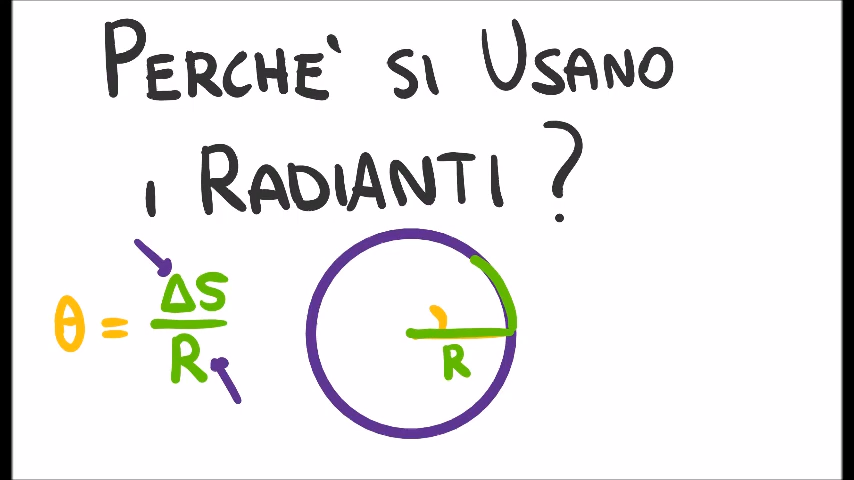 PERCHE` SI USANO
I RADIANTI?
θ = ΔS
R
R